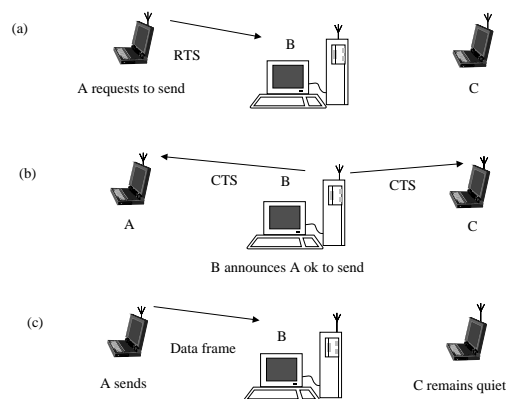 (a)
RTS
B
A requests to send
C
(b)
CTS
B
CTS
A
C
B announces A ok to send
(c)
Data frame
B
A sends
C remains quiet